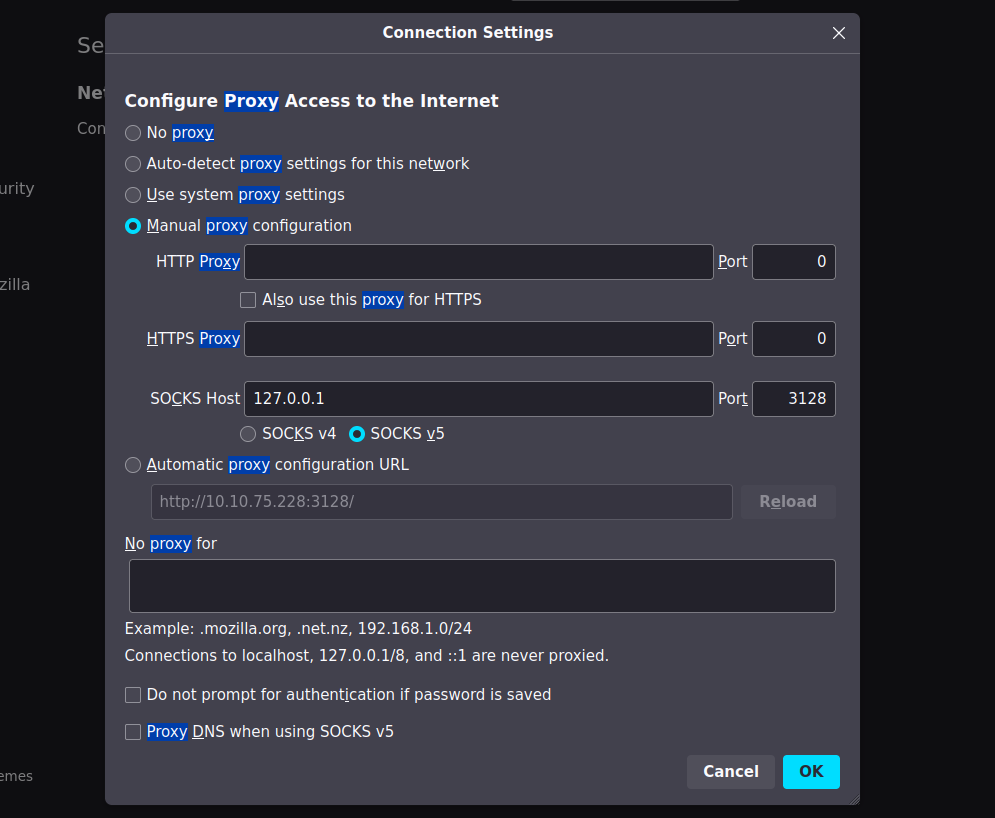 Connection Settings
Se
Net
Con
urity
zilla
emes
Configure Proxy Access to the Internet
No proxy
Auto-detect proxy settings for this network
Use system proxy settings
Manual proxy configuration
HTTP Proxy Port 0
Also use this proxy for HTTPS
HTTPS Proxy Port 0
SOCKS Host 127.0.0.1 Port 3128
SOCKS v4 SOCKS v5
Automatic proxy configuration URL
http://10.10.75.228:3128/ Reload
No proxy for
Example: .mozilla.org, .net.nz, 192.168.1.0/24
Connections to localhost, 127.0.0.1/8, and ::1 are never proxied.
Do not prompt for authentication if password is saved
Proxy DNS when using SOCKS v5
Cancel OK